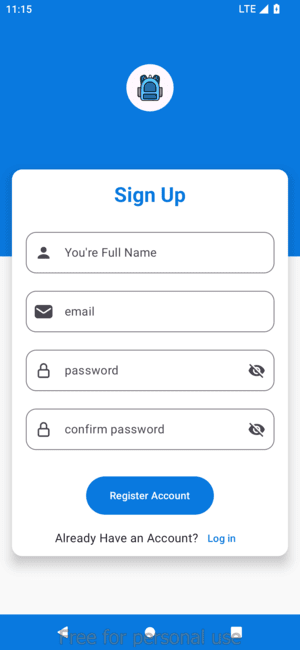 11:15 LTE
Sign Up
You're Full Name
email
password
confirm password
Register Account
Already Have an Account? Log in
Free for personal use